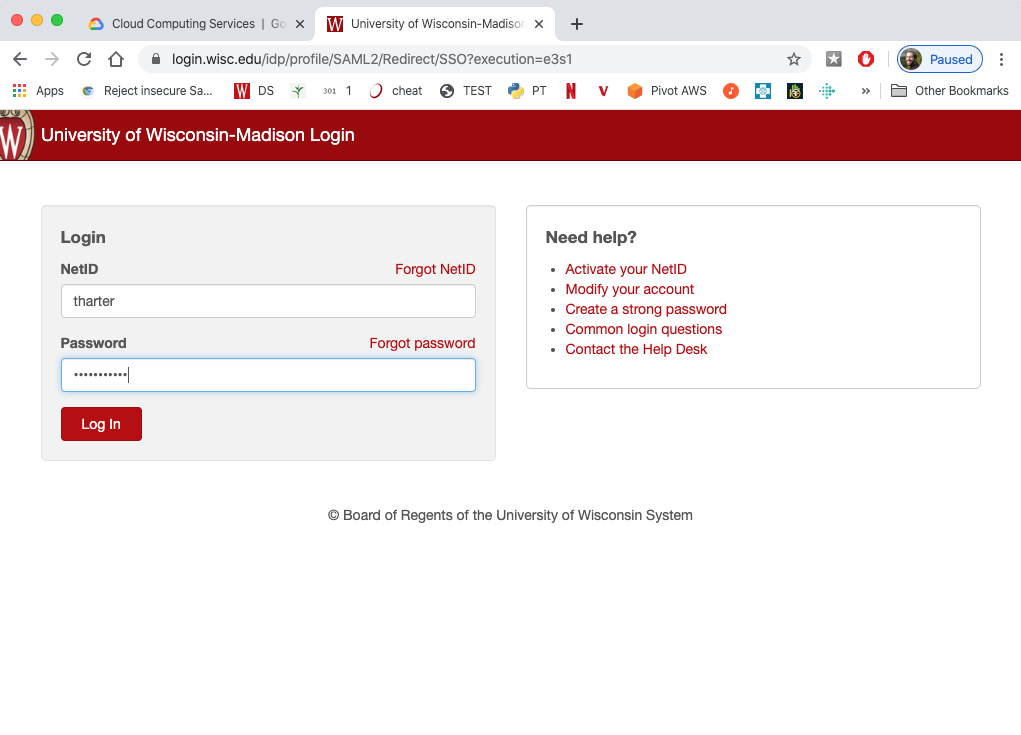 Cloud Computing Services | Go
University of Wisconsin-Madison
login.wisc.edu/idp/profile/SAML2/Redirect/SSO?execution=e3s1
Paused
Apps
Reject insecure Sa...
W DS
301 1
cheat
TEST
PT
N
V
Pivot AWS
»
Other Bookmarks
W
University of Wisconsin-Madison Login
Login
NetID
Forgot NetID
tharter
Password
Forgot password
•••••••••••
Log In
Need help?
• Activate your NetID
• Modify your account
• Create a strong password
• Common login questions
• Contact the Help Desk
© Board of Regents of the University of Wisconsin System